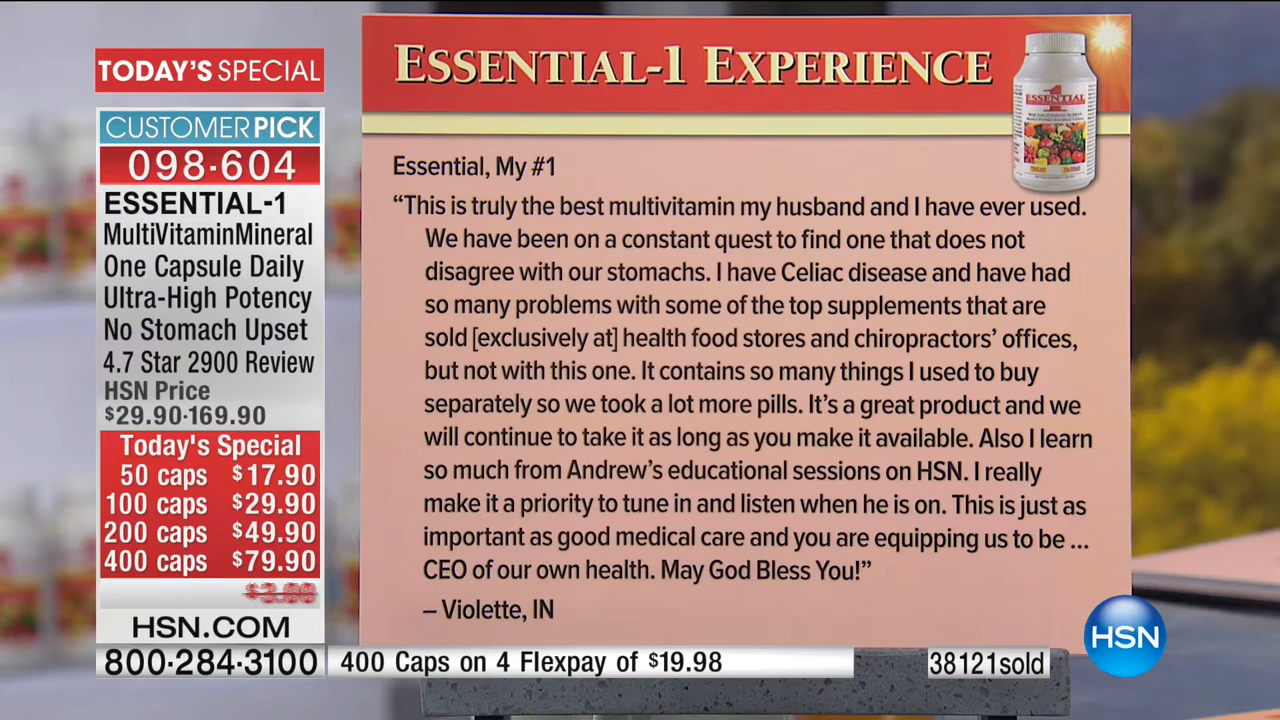 TODAY'S SPECIAL
CUSTOMER PICK
098·604
ESSENTIAL-1
MultiVitaminMineral
One Capsule Daily
Ultra-High Potency
No Stomach Upset
4.7 Star 2900 Review
HSN Price
$29.90-169.90
Today's Special
50 caps $17.90
100 caps $29.90
200 caps $49.90
400 caps $79.90
HSN.COM
800·284·3100
ESSENTIAL-1 EXPERIENCE
ESSENTIAL
1
Essential, My #1
“This is truly the best multivitamin my husband and I have ever used.
We have been on a constant quest to find one that does not
disagree with our stomachs. I have Celiac disease and have had
so many problems with some of the top supplements that are
sold [exclusively at] health food stores and chiropractors’ offices,
but not with this one. It contains so many things I used to buy
separately so we took a lot more pills. It’s a great product and we
will continue to take it as long as you make it available. Also I learn
so much from Andrew’s educational sessions on HSN. I really
make it a priority to tune in and listen when he is on. This is just as
important as good medical care and you are equipping us to be ...
CEO of our own health. May God Bless You!”
– Violette, IN
HSN
400 Caps on 4 Flexpay of $19.98
38121sold